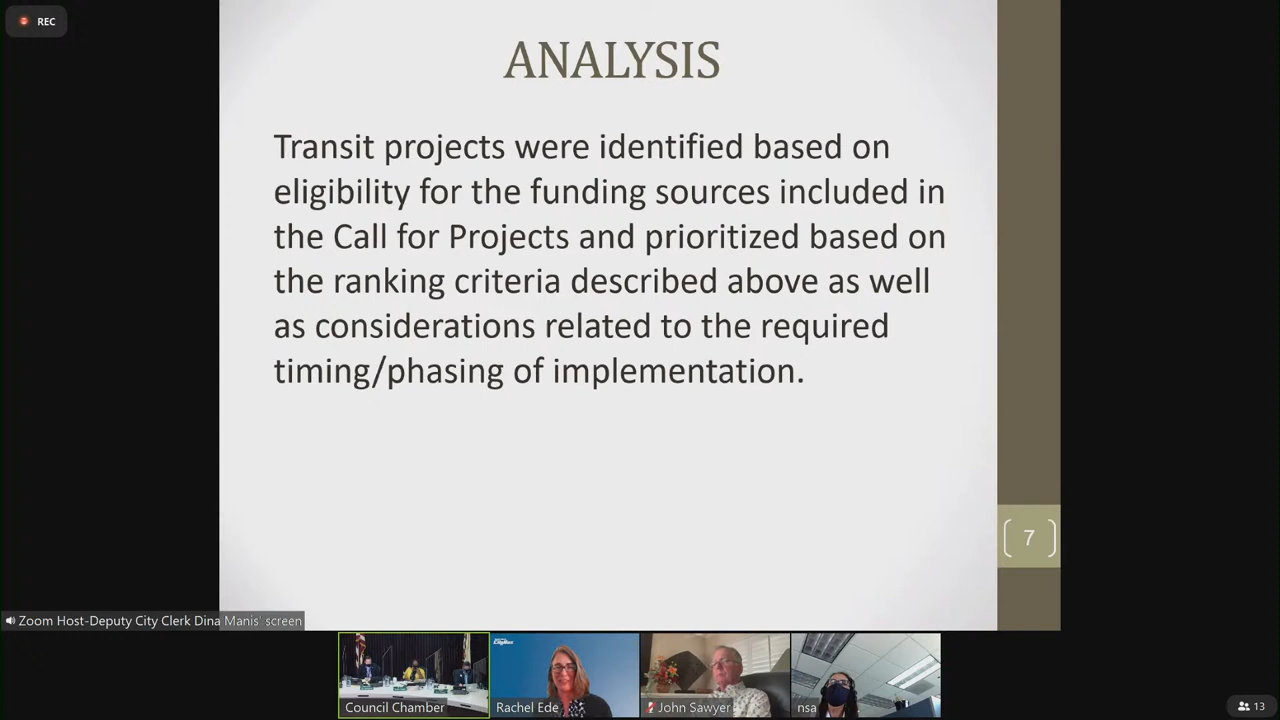 REC
ANALYSIS
Transit projects were identified based on
eligibility for the funding sources included in
the Call for Projects and prioritized based on
the ranking criteria described above as well
as considerations related to the required
timing/phasing of implementation.
7
Zoom Host-Deputy City Clerk Dina Manis' screen
Council Chamber
Rachel Ede
John Sawyer
nsa
13